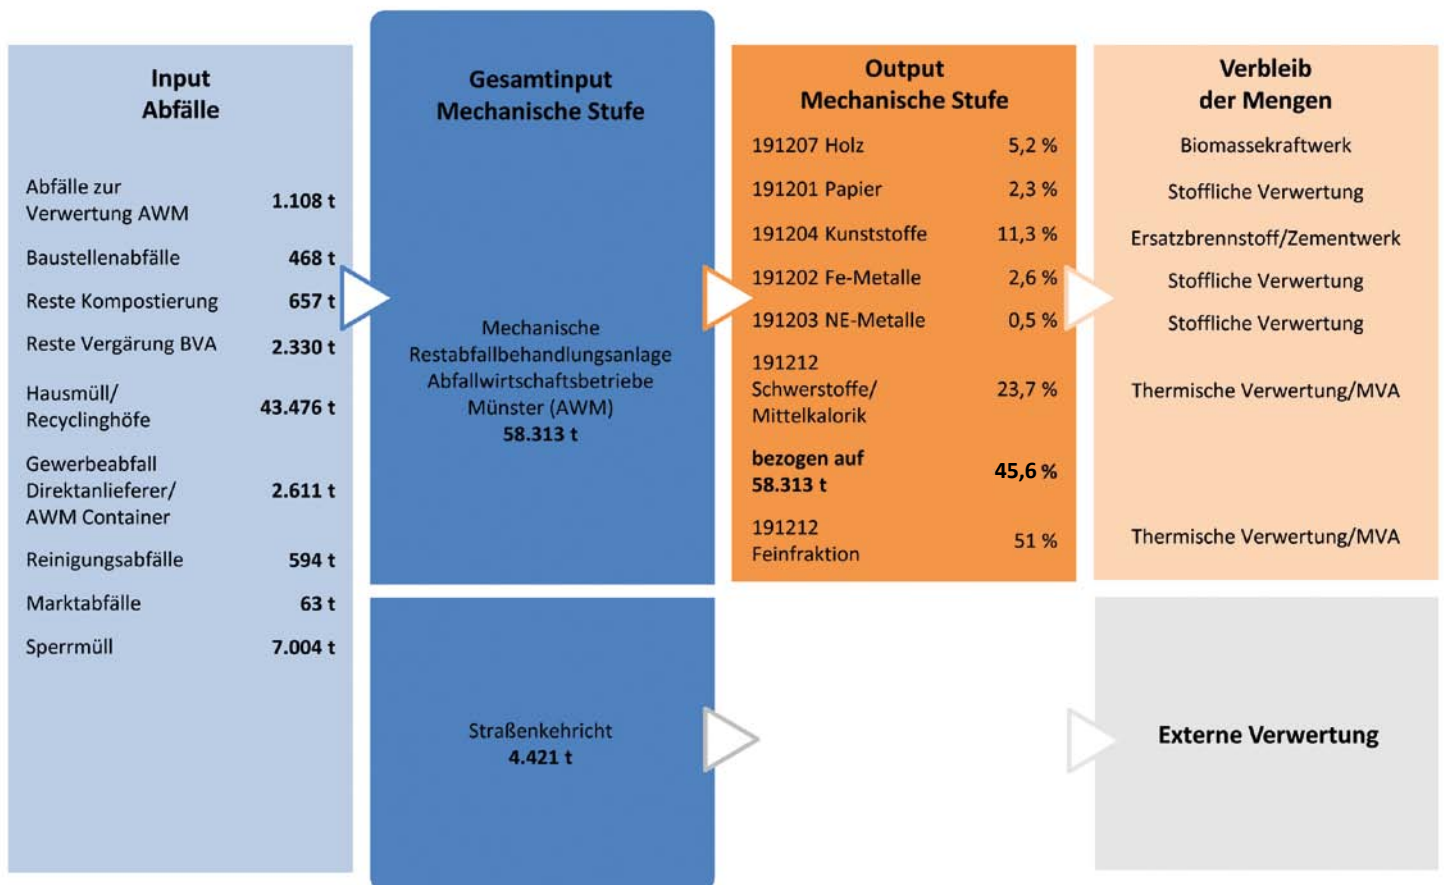 Input
Abfälle
Abfälle zur
Verwertung AWM 1.108 t
Baustellenabfälle 468 t
Reste Kompostierung 657 t
Reste Vergärung BVA 2.330 t
Hausmüll/
Recyclinghöfe 43.476 t
Gewerbeabfall
Direktanlieferer/ 2.611 t
AWM Container
Reinigungsabfälle 594 t
Marktabfälle 63 t
Sperrmüll 7.004 t
Gesamtinput
Mechanische Stufe
Mechanische
Restabfallbehandlungsanlage
Abfallwirtschaftsbetriebe
Münster (AWM)
58.313 t
Straßenkehricht
4.421 t
Output
Mechanische Stufe
191207 Holz 5,2 %
191201 Papier 2,3 %
191204 Kunststoffe 11,3 %
191202 Fe-Metalle 2,6 %
191203 NE-Metalle 0,5 %
191212
Schwerstoffe/ 23,7 %
Mittelkalorik
bezogen auf 45,6 %
58.313 t
191212
Feinfraktion 51 %
Verbleib
der Mengen
Biomassekraftwerk
Stoffliche Verwertung
Ersatzbrennstoff/Zementwerk
Stoffliche Verwertung
Stoffliche Verwertung
Thermische Verwertung/MVA
Thermische Verwertung/MVA
Externe Verwertung